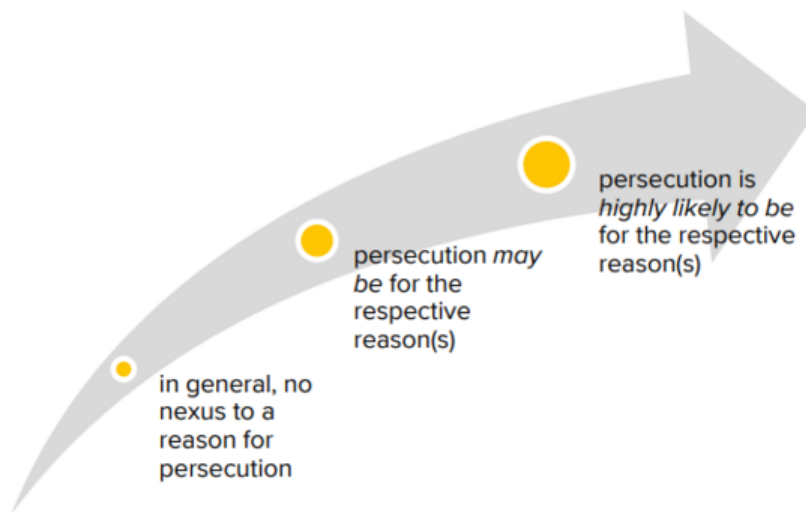 in general, no
nexus to a
reason for
persecution
persecution may
be for the
respective
reason(s)
persecution is
highly likely to be
for the respective
reason(s)